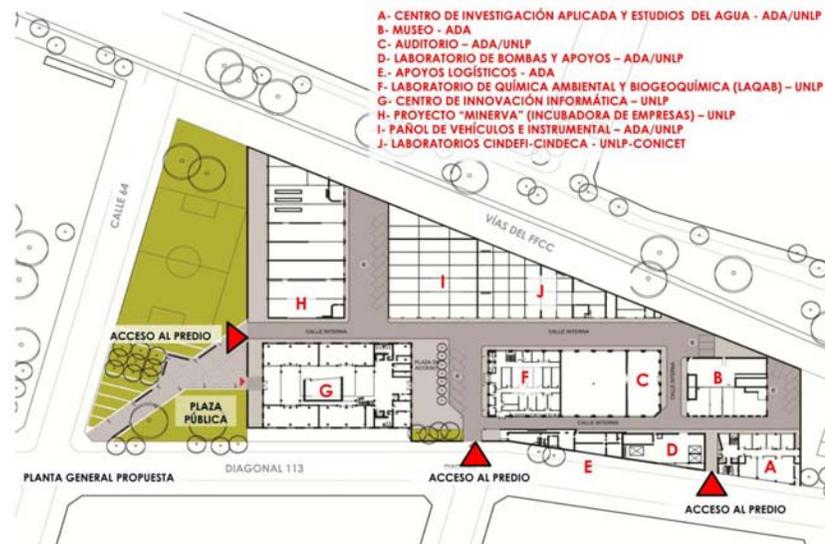 A- CENTRO DE INVESTIGACIÓN APLICADA Y ESTUDIOS DEL AGUA - ADA/UNLP
B- MUSEO - ADA
C- AUDITORIO – ADA/UNLP
D- LABORATORIO DE BOMBAS Y APOYOS – ADA/UNLP
E.- APOYOS LOGÍSTICOS - ADA
F- LABORATORIO DE QUÍMICA AMBIENTAL Y BIOGEOQUÍMICA (LAQAB) – UNLP
G- CENTRO DE INNOVACIÓN INFORMÁTICA – UNLP
H- PROYECTO "MINERVA" (INCUBADORA DE EMPRESAS) – UNLP
I- PAÑOL DE VEHÍCULOS E INSTRUMENTAL – ADA/UNLP
J- LABORATORIOS CINDEFI-CINDECA - UNLP-CONICET
CALLE 64
VÍAS DEL FFCC
H
I
J
ACCESO AL PREDIO
CALLE INTERNA
CALLE INTERNA
PLAZA DE
ACCESO
G
F
C
CALLE INTERNA
B
PLAZA
PÚBLICA
CALLE INTERNA
E
D
A
DIAGONAL 113
PLANTA GENERAL PROPUESTA
ACCESO AL PREDIO
ACCESO AL PREDIO